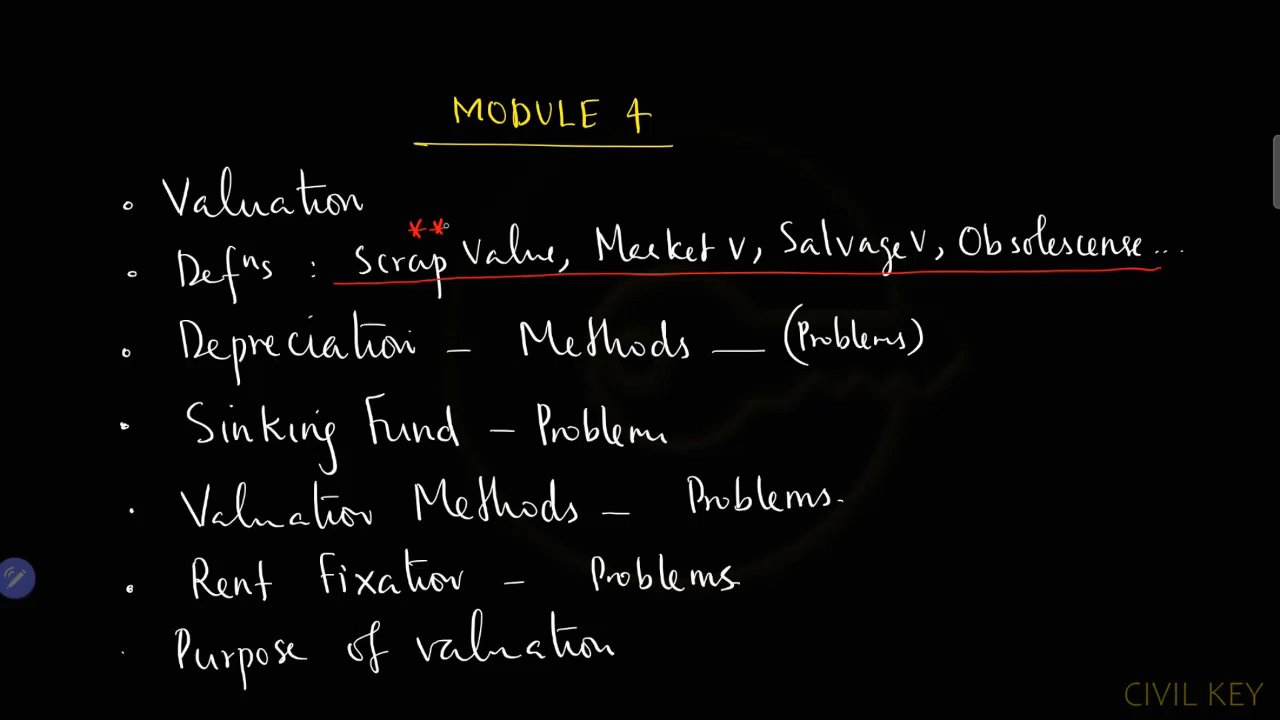 MODULE 4
• Valuation
**
• Defns : Scrap Value, Market v, Salvage v, Obsolescense...
• Depreciation – Methods — (Problems)
• Sinking Fund – Problem
• Valuation Methods – Problems.
• Rent Fixation – Problems
Purpose of valuation
CIVIL KEY